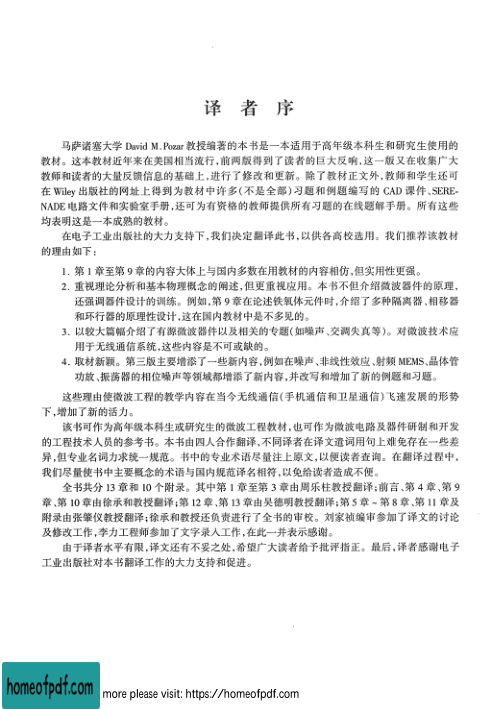 译 者 序
马萨诸塞大学 David M. Pozar 教授编著的本书是一本适用于高年级本科生和研究生使用的
教材。这本教材近年来在美国相当流行,前两版得到了读者的巨大反响,这一版又在收集广大
教师和读者的大量反馈信息的基础上,进行了修改和更新。除了教材正文外,教师和学生还可
在 Wiley 出版社的网址上得到为教材中许多(不是全部)习题和例题编写的 CAD 课件、SERE-
NADE 电路文件和实验室手册,还可为有资格的教师提供所有习题的在线题解手册。所有这些
均表明这是一本成熟的教材。
在电子工业出版社的大力支持下,我们决定翻译此书,以供各高校选用。我们推荐该教材
的理由如下:
1. 第 1 章至第 9 章的内容大体上与国内多数在用教材的内容相仿,但实用性更强。
2. 重视理论分析和基本物理概念的阐述,但更重视应用。本书不但介绍微波器件的原理,
还强调器件设计的训练。例如,第 9 章在论述铁氧体元件时,介绍了多种隔离器、相移器
和环行器的原理性设计,这在国内教材中是不多见的。
3. 以较大篇幅介绍了有源微波器件以及相关的专题(如噪声、交调失真等)。对微波技术应
用于无线通信系统,这些内容是不可或缺的。
4. 取材新颖。第三版主要增添了一些新内容,例如在噪声、非线性效应、射频 MEMS、晶体管
功放、振荡器的相位噪声等领域都增添了新内容,并改写和增加了新的例题和习题。
这些理由使微波工程的教学内容在当今无线通信(手机通信和卫星通信)飞速发展的形势
下,增加了新的活力。
该书可作为高年级本科生或研究生的微波工程教材,也可作为微波电路及器件研制和开发
的工程技术人员的参考书。本书由四人合作翻译,不同译者在译文遣词用句上难免存在一些差
异,但专业名词力求统一规范。书中的专业术语尽量注上原文,以便读者查询。在翻译过程中,
我们尽量使书中主要概念的术语与国内规范译名相符,以免给读者造成不便。
全书共分 13 章和 10 个附录。其中第 1 章至第 3 章由周乐柱教授翻译;前言、第 4 章、第 9
章、第 10 章由徐承和教授翻译;第 12 章、第 13 章由吴德明教授翻译;第 5 章~第 8 章、第 11 章及
附录由张肇仪教授翻译;徐承和教授还负责进行了全书的审校。刘家祯编审参加了译文的讨论
及修改工作,李力工程师参加了文字录入工作,在此一并表示感谢。
由于译者水平有限,译文还有不妥之处,希望广大读者给予批评指正。最后,译者感谢电子
工业出版社对本书翻译工作的大力支持和促进。
homeofpdf.com more please visit: https://homeofpdf.com